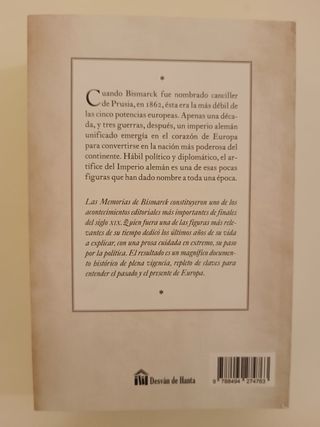 Cuando Bismarck fue nombrado canciller
de Prusia, en 1862, ésta era la más débil de
las cinco potencias europeas. Apenas una déca-
da, y tres guerras, después, un imperio alemán
unificado emergía en el corazón de Europa
para convertirse en la nación más poderosa del
continente. Hábil político y diplomático, el ar-
tífice del Imperio alemán es una de esas pocas
figuras que han dado nombre a toda una época.
Las Memorias de Bismarck constituyeron uno de los
acontecimientos editoriales más importantes de finales
del siglo XIX. Quien fuera una de las figuras más rele-
vantes de su tiempo dedicó los últimos años de su vida
a explicar, con una prosa cuidada en extremo, su paso
por la política. El resultado es un magnífico documen-
to histórico de plena vigencia, repleto de claves para
entender el pasado y el presente de Europa.
Desván de Hanta
9 788494 274763